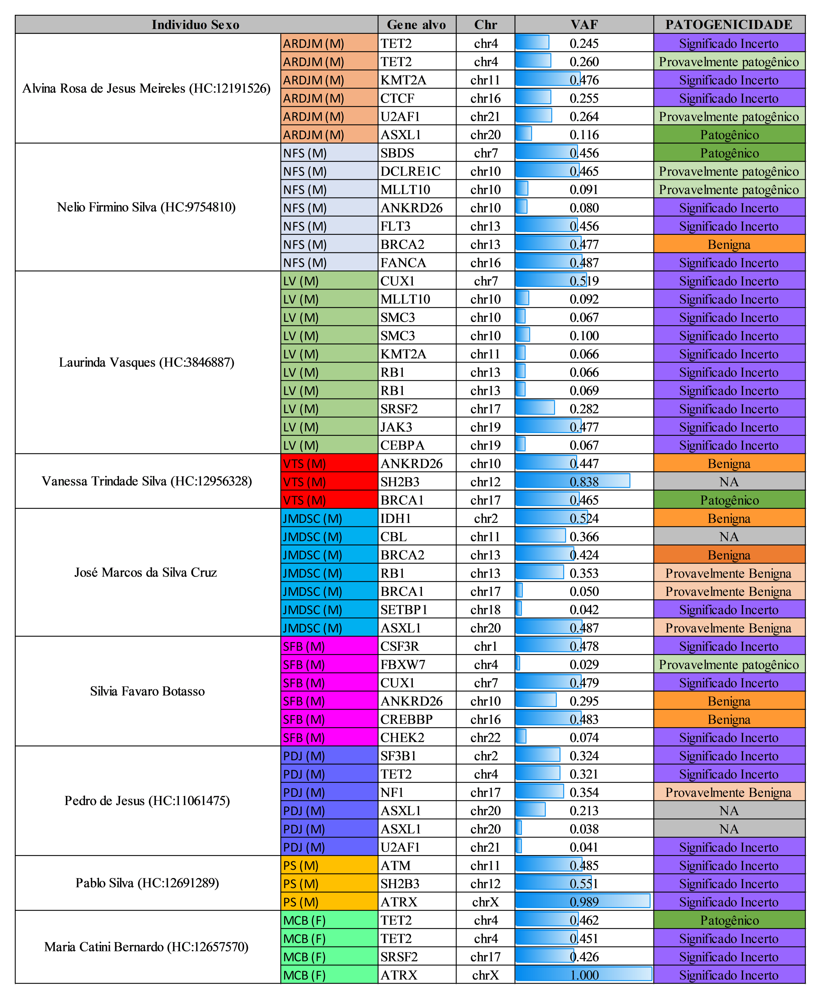 Individuo Sexo Gene alvo Chr VAF PATOGENICIDADE
Alvina Rosa de Jesus Meireles (HC:12191526)
ARDJM (M) TET2 chr4 0.245 Significado Incerto
ARDJM (M) TET2 chr4 0.260 Provavelmente patogênico
ARDJM (M) KMT2A chr11 0.476 Significado Incerto
ARDJM (M) CTCF chr16 0.255 Significado Incerto
ARDJM (M) U2AF1 chr21 0.264 Provavelmente patogênico
ARDJM (M) ASXL1 chr20 0.116 Patogênico
Nelio Firmino Silva (HC:9754810)
NFS (M) SBDS chr7 0.456 Patogênico
NFS (M) DCLRE1C chr10 0.465 Provavelmente patogênico
NFS (M) MLLT10 chr10 0.091 Provavelmente patogênico
NFS (M) ANKRD26 chr10 0.080 Significado Incerto
NFS (M) FLT3 chr13 0.456 Significado Incerto
NFS (M) BRCA2 chr13 0.477 Benigna
NFS (M) FANCA chr16 0.487 Significado Incerto
Laurinda Vasques (HC:3846887)
LV (M) CUX1 chr7 0.519 Significado Incerto
LV (M) MLLT10 chr10 0.092 Significado Incerto
LV (M) SMC3 chr10 0.067 Significado Incerto
LV (M) SMC3 chr10 0.100 Significado Incerto
LV (M) KMT2A chr11 0.066 Significado Incerto
LV (M) RB1 chr13 0.066 Significado Incerto
LV (M) RB1 chr13 0.069 Significado Incerto
LV (M) SRSF2 chr17 0.282 Significado Incerto
LV (M) JAK3 chr19 0.477 Significado Incerto
LV (M) CEBPA chr19 0.067 Significado Incerto
Vanessa Trindade Silva (HC:12956328)
VTS (M) ANKRD26 chr10 0.447 Benigna
VTS (M) SH2B3 chr12 0.838 NA
VTS (M) BRCA1 chr17 0.465 Patogênico
José Marcos da Silva Cruz
JMDSC (M) IDH1 chr2 0.524 Benigna
JMDSC (M) CBL chr11 0.366 NA
JMDSC (M) BRCA2 chr13 0.424 Benigna
JMDSC (M) RB1 chr13 0.353 Provavelmente Benigna
JMDSC (M) BRCA1 chr17 0.050 Provavelmente Benigna
JMDSC (M) SETBP1 chr18 0.042 Significado Incerto
JMDSC (M) ASXL1 chr20 0.487 Provavelmente Benigna
Silvia Favaro Botasso
SFB (M) CSF3R chr1 0.478 Significado Incerto
SFB (M) FBXW7 chr4 0.029 Provavelmente patogênico
SFB (M) CUX1 chr7 0.479 Significado Incerto
SFB (M) ANKRD26 chr10 0.295 Benigna
SFB (M) CREBBP chr16 0.483 Benigna
SFB (M) CHEK2 chr22 0.074 Significado Incerto
Pedro de Jesus (HC:11061475)
PDJ (M) SF3B1 chr2 0.324 Significado Incerto
PDJ (M) TET2 chr4 0.321 Significado Incerto
PDJ (M) NF1 chr17 0.354 Provavelmente Benigna
PDJ (M) ASXL1 chr20 0.213 NA
PDJ (M) ASXL1 chr20 0.038 NA
PDJ (M) U2AF1 chr21 0.041 Significado Incerto
Pablo Silva (HC:12691289)
PS (M) ATM chr11 0.485 Significado Incerto
PS (M) SH2B3 chr12 0.551 Significado Incerto
PS (M) ATRX chrX 0.989 Significado Incerto
Maria Catini Bernardo (HC:12657570)
MCB (F) TET2 chr4 0.462 Patogênico
MCB (F) TET2 chr4 0.451 Significado Incerto
MCB (F) SRSF2 chr17 0.426 Significado Incerto
MCB (F) ATRX chrX 1.000 Significado Incerto